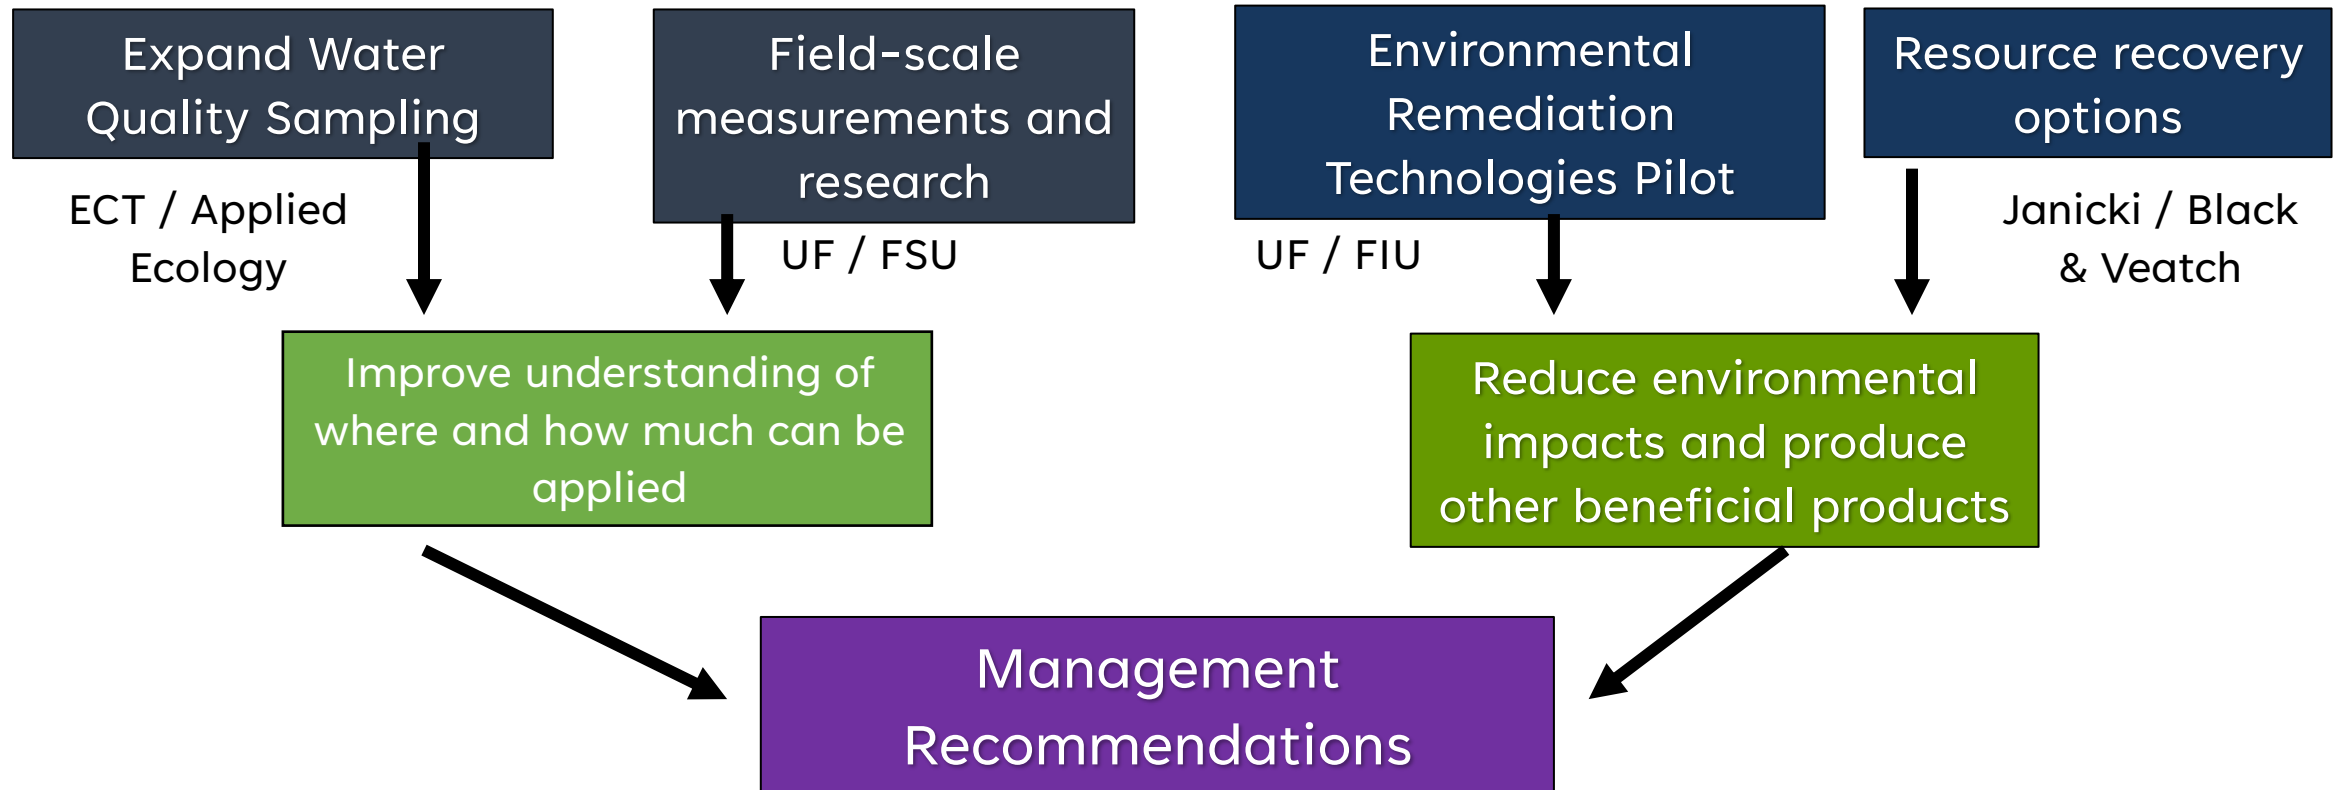 Expand Water
Quality Sampling
Field-scale
measurements and
research
Environmental
Remediation
Technologies Pilot
Resource recovery
options
ECT / Applied
Ecology
UF / FSU
UF / FIU
Janicki / Black
& Veatch
Improve understanding of
where and how much can be
applied
Reduce environmental
impacts and produce
other beneficial products
Management
Recommendations